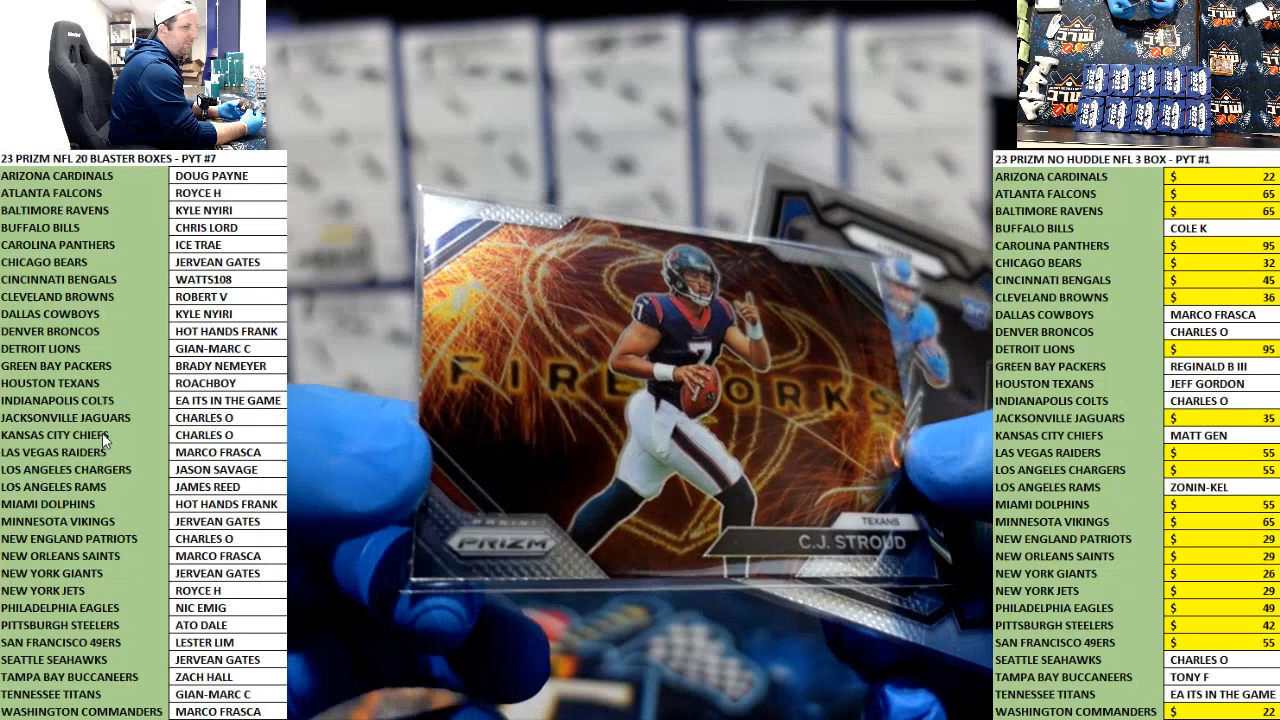 23 PRIZM NFL 20 BLASTER BOXES - PYT #7
ARIZONA CARDINALS DOUG PAYNE
ATLANTA FALCONS ROYCE H
BALTIMORE RAVENS KYLE NYIRI
BUFFALO BILLS CHRIS LORD
CAROLINA PANTHERS ICE TRAE
CHICAGO BEARS JERVEAN GATES
CINCINNATI BENGALS WATTS108
CLEVELAND BROWNS ROBERT V
DALLAS COWBOYS KYLE NYIRI
DENVER BRONCOS HOT HANDS FRANK
DETROIT LIONS GIAN-MARC C
GREEN BAY PACKERS BRADY NEMEYER
HOUSTON TEXANS ROACHBOY
INDIANAPOLIS COLTS EA ITS IN THE GAME
JACKSONVILLE JAGUARS CHARLES O
KANSAS CITY CHIEFS CHARLES O
LAS VEGAS RAIDERS MARCO FRASCA
LOS ANGELES CHARGERS JASON SAVAGE
LOS ANGELES RAMS JAMES REED
MIAMI DOLPHINS HOT HANDS FRANK
MINNESOTA VIKINGS JERVEAN GATES
NEW ENGLAND PATRIOTS CHARLES O
NEW ORLEANS SAINTS MARCO FRASCA
NEW YORK GIANTS JERVEAN GATES
NEW YORK JETS ROYCE H
PHILADELPHIA EAGLES NIC EMIG
PITTSBURGH STEELERS ATO DALE
SAN FRANCISCO 49ERS LESTER LIM
SEATTLE SEAHAWKS JERVEAN GATES
TAMPA BAY BUCCANEERS ZACH HALL
TENNESSEE TITANS GIAN-MARC C
WASHINGTON COMMANDERS MARCO FRASCA
FIREWORKS
7
PANINI
PRIZM
TEXANS
C.J. STROUD
23 PRIZM NO HUDDLE NFL 3 BOX - PYT #1
ARIZONA CARDINALS $ 22
ATLANTA FALCONS $ 65
BALTIMORE RAVENS $ 65
BUFFALO BILLS COLE K
CAROLINA PANTHERS $ 95
CHICAGO BEARS $ 32
CINCINNATI BENGALS $ 45
CLEVELAND BROWNS $ 36
DALLAS COWBOYS MARCO FRASCA
DENVER BRONCOS CHARLES O
DETROIT LIONS $ 95
GREEN BAY PACKERS REGINALD B III
HOUSTON TEXANS JEFF GORDON
INDIANAPOLIS COLTS CHARLES O
JACKSONVILLE JAGUARS $ 35
KANSAS CITY CHIEFS MATT GEN
LAS VEGAS RAIDERS $ 55
LOS ANGELES CHARGERS $ 55
LOS ANGELES RAMS ZONIN-KEL
MIAMI DOLPHINS $ 55
MINNESOTA VIKINGS $ 65
NEW ENGLAND PATRIOTS $ 29
NEW ORLEANS SAINTS $ 29
NEW YORK GIANTS $ 26
NEW YORK JETS $ 29
PHILADELPHIA EAGLES $ 49
PITTSBURGH STEELERS $ 42
SAN FRANCISCO 49ERS $ 55
SEATTLE SEAHAWKS CHARLES O
TAMPA BAY BUCCANEERS TONY F
TENNESSEE TITANS EA ITS IN THE GAME
WASHINGTON COMMANDERS $ 22